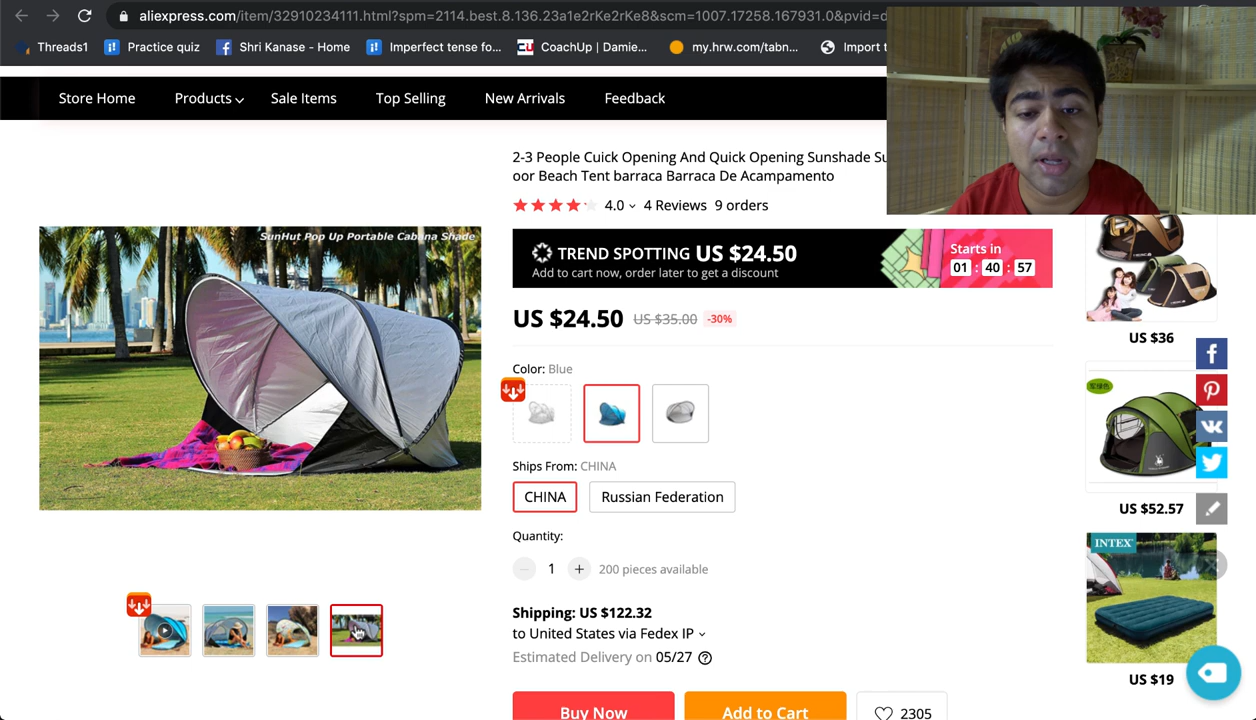 aliexpress.com/item/32910234111.html?spm=2114.best.8.136.23a1e2rKe2rKe8&scm=1007.17258.167931.0&pvid=d
Threads1 Practice quiz Shri Kanase - Home Imperfect tense fo... CoachUp | Damie... my.hrw.com/tabn... Import t
Store Home Products Sale Items Top Selling New Arrivals Feedback
2-3 People Cuick Opening And Quick Opening Sunshade Su
oor Beach Tent barraca Barraca De Acampamento
4.0 4 Reviews 9 orders
SunHut Pop Up Portable Cabana Shade
TREND SPOTTING US $24.50
Add to cart now, order later to get a discount
Starts in
01 : 40 : 57
US $24.50 US $35.00 -30%
Color: Blue
Ships From: CHINA
CHINA Russian Federation
Quantity:
1 200 pieces available
Shipping: US $122.32
to United States via Fedex IP
Estimated Delivery on 05/27
Buy Now Add to Cart 2305
US $36
US $52.57
INTEX
US $19